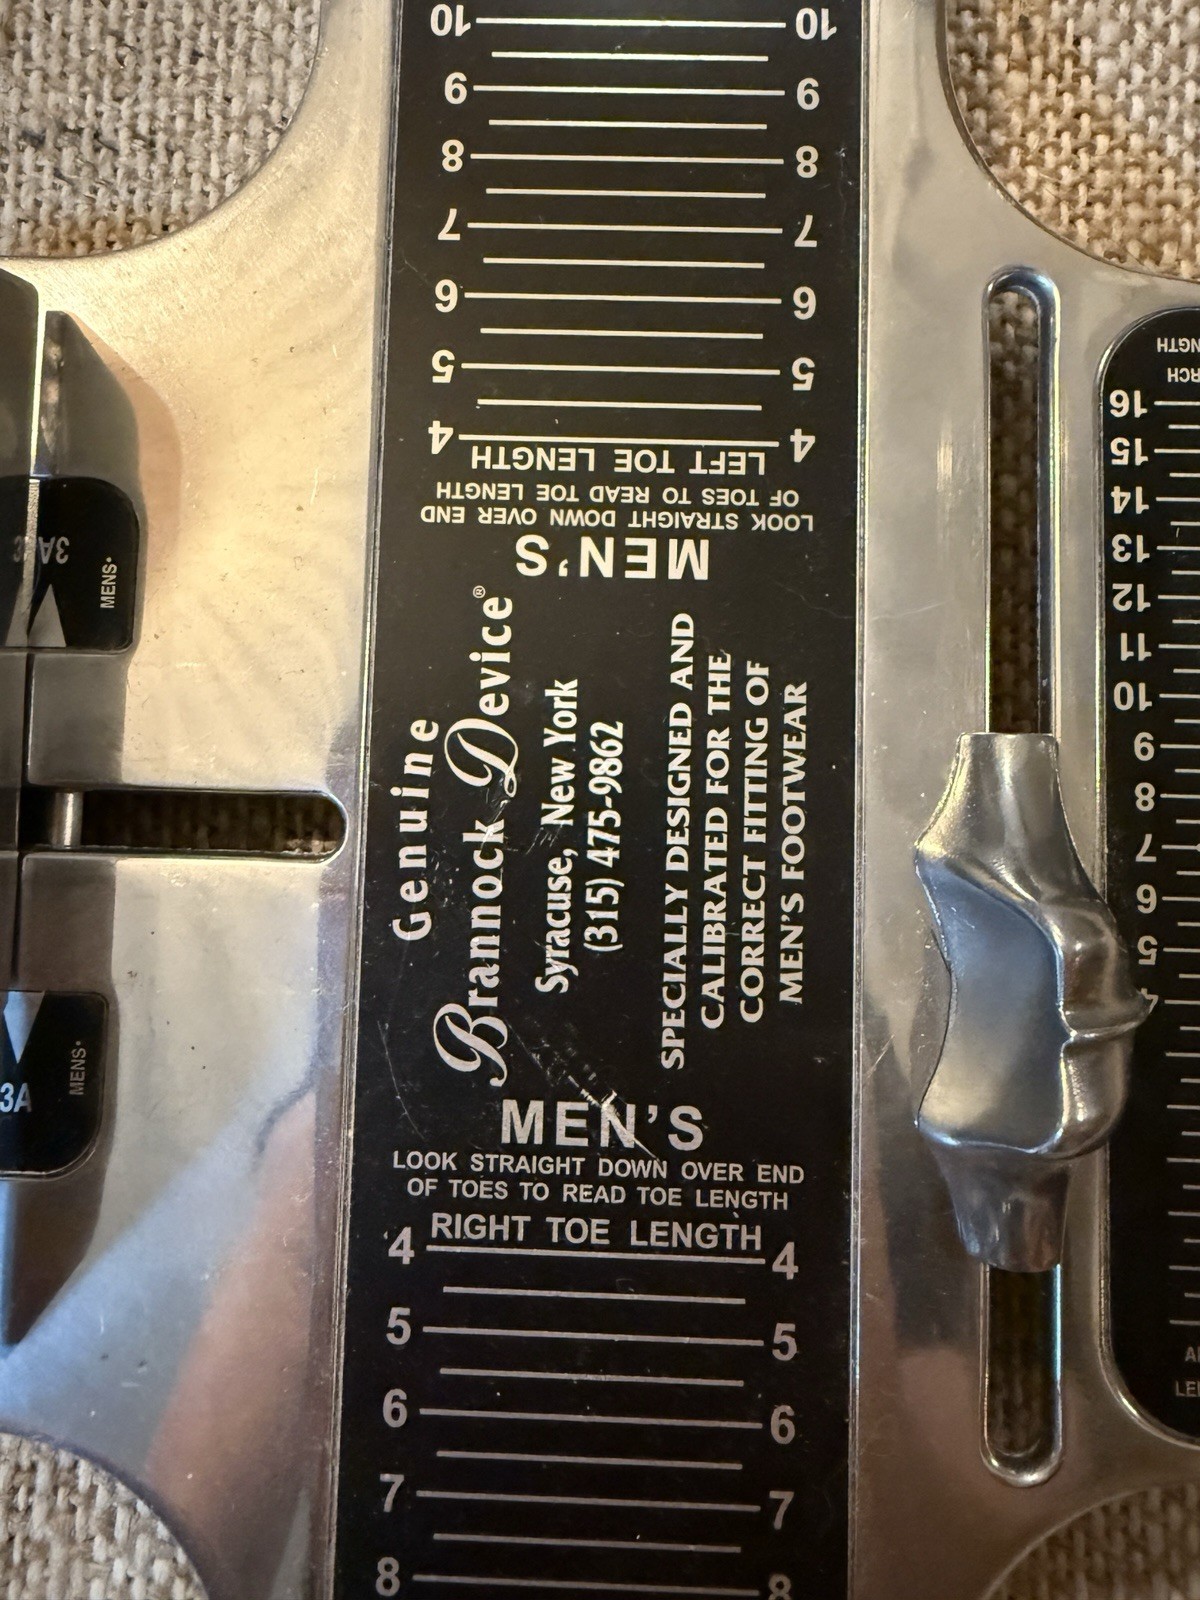 10 10
9 9
8 8
7 7
6 6
5 5
4 4
LEFT TOE LENGTH
OF TOES TO READ TOE LENGTH
LOOK STRAIGHT DOWN OVER END
MEN'S
Genuine
Brannock Device®
Syracuse, New York
(315) 475-9862
SPECIALLY DESIGNED AND
CALIBRATED FOR THE
CORRECT FITTING OF
MEN'S FOOTWEAR
MEN'S
LOOK STRAIGHT DOWN OVER END
OF TOES TO READ TOE LENGTH
RIGHT TOE LENGTH
4 4
5 5
6 6
7 7
8 8
3A
MENS
3A
MENS
16
15
14
13
12
11
10
9
8
7
6
5
4